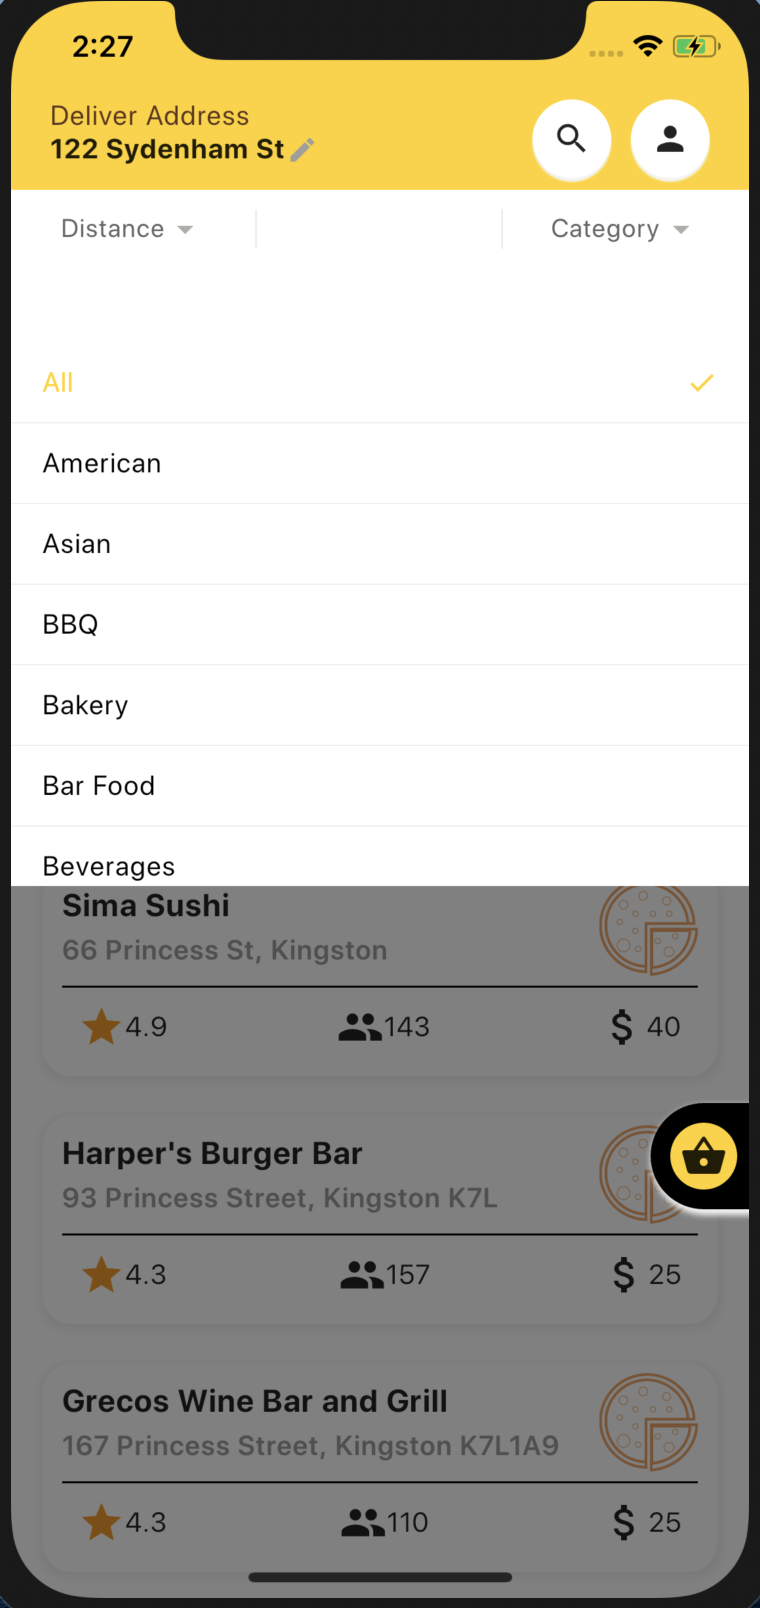 2:27
Deliver Address
122 Sydenham St
Distance
Category
All
American
Asian
BBQ
Bakery
Bar Food
Beverages
Sima Sushi
66 Princess St, Kingston
4.9 143 $ 40
Harper's Burger Bar
93 Princess Street, Kingston K7L
4.3 157 $ 25
Grecos Wine Bar and Grill
167 Princess Street, Kingston K7L1A9
4.3 110 $ 25